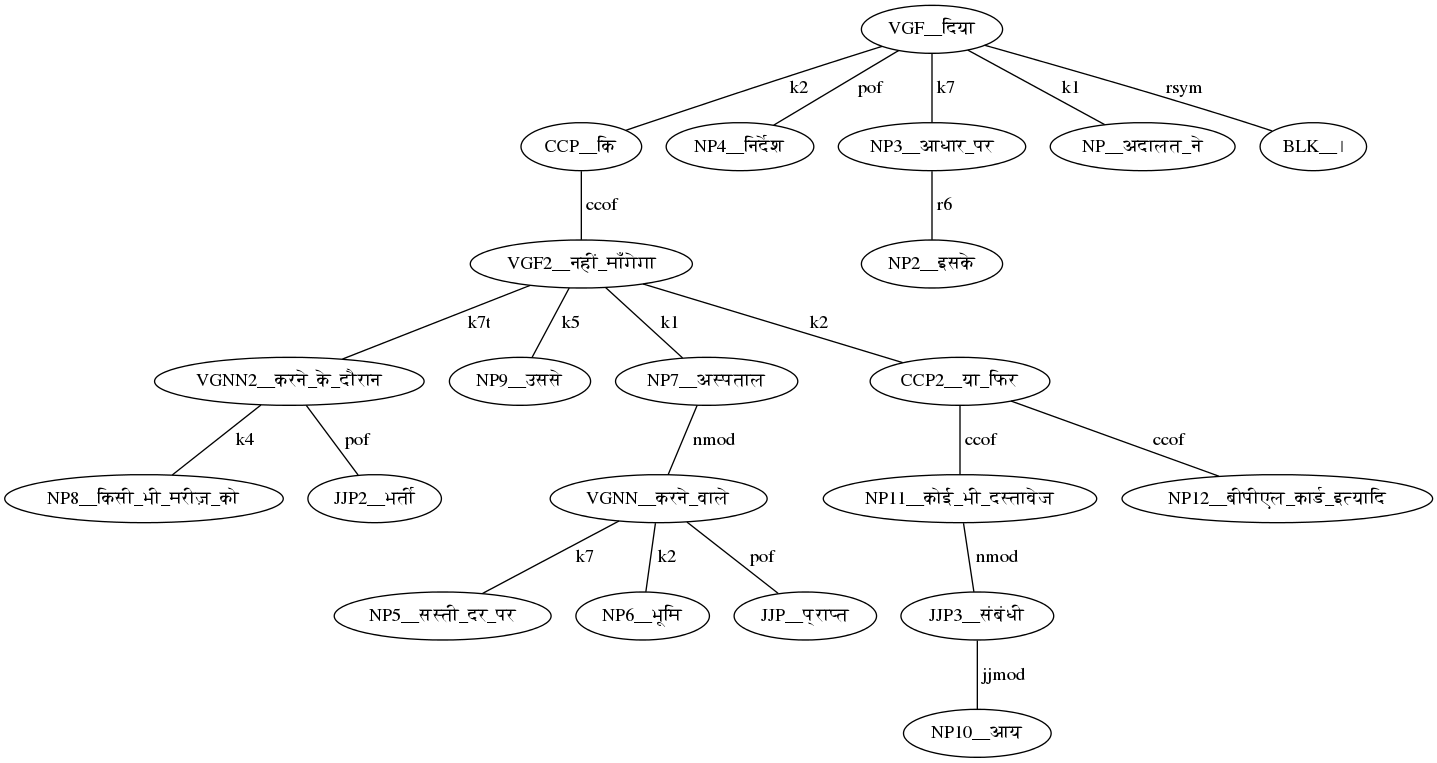 VGF__दिया
k2 pof k7 k1 rsym
CCP__कि NP4__निर्देश NP3__आधार_पर NP__अदालत_ने BLK__।
ccof r6
VGF2__नहीं_माँगेगा NP2__इसके
k7t k5 k1 k2
VGNN2__करने_के_दौरान NP9__उससे NP7__अस्पताल CCP2__या_फिर
k4 pof nmod ccof ccof
NP8__किसी_भी_मरीज़_को JJP2__भर्ती VGNN__करने_वाले NP11__कोई_भी_दस्तावेज NP12__बीपीएल_कार्ड_इत्यादि
k7 k2 pof nmod
NP5__सस्ती_दर_पर NP6__भूमि JJP__प्राप्त JJP3__संबंधी
jjmod
NP10__आय